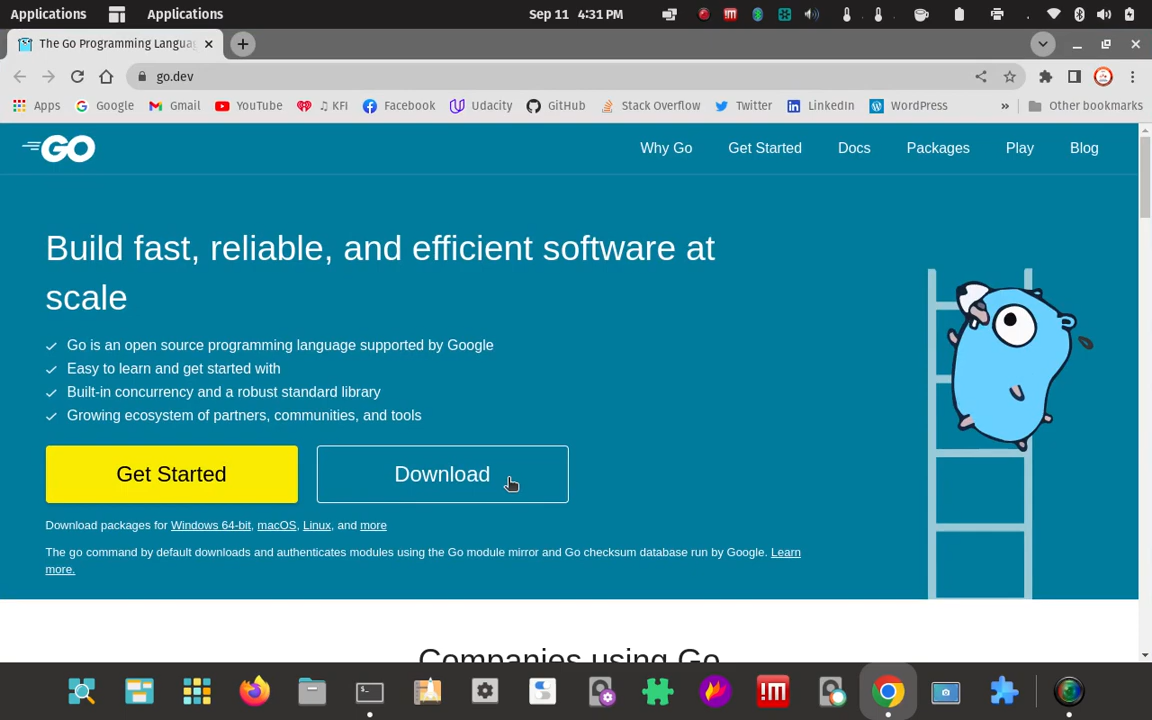 Applications
Applications
Sep 11 4:31 PM
The Go Programming Langua
go.dev
Apps
Google
Gmail
YouTube
♫ KFI
Facebook
Udacity
GitHub
Stack Overflow
Twitter
LinkedIn
WordPress
»
Other bookmarks
GO
Why Go
Get Started
Docs
Packages
Play
Blog
Build fast, reliable, and efficient software at
scale
Go is an open source programming language supported by Google
Easy to learn and get started with
Built-in concurrency and a robust standard library
Growing ecosystem of partners, communities, and tools
Get Started
Download
Download packages for Windows 64-bit, macOS, Linux, and more
The go command by default downloads and authenticates modules using the Go module mirror and Go checksum database run by Google. Learn
more.
Companies using Go
!M